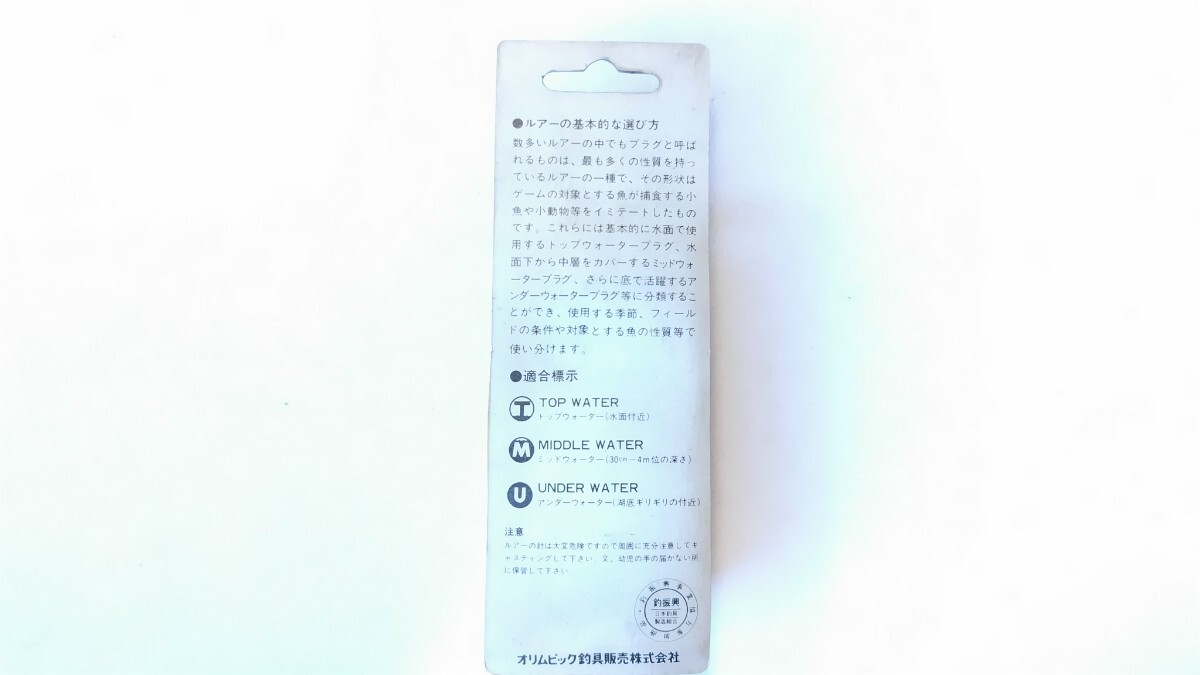 ●ルアーの基本的な選び方
数多いルアーの中でもプラグと呼ば
れるものは、最も多くの性質を持っ
ているルアーの一種で、その形状は
ゲームの対象とする魚が捕食する小
魚や小動物等をイミテートしたもの
です。これらには基本的に水面で使
用するトップウォータープラグ、水
面下から中層をカバーするミッドウォ
ータープラグ、さらに底で活躍するア
ンダーウォータープラグ等に分類するこ
とができ、使用する季節、フィール
ドの条件や対象とする魚の性質等で
使い分けます。
●適合標示
T TOP WATER
トップウォーター(水面付近)
M MIDDLE WATER
ミッドウォーター(30cm〜4m位の深さ)
U UNDER WATER
アンダーウォーター(湖底ギリギリの付近)
注意
ルアーの針は大変危険ですので周囲に充分注意してキ
ャスティングして下さい。又、幼児の手の届かない所
に保管して下さい
釣振興
日本釣具
製造組合
オリムピック釣具販売株式会社